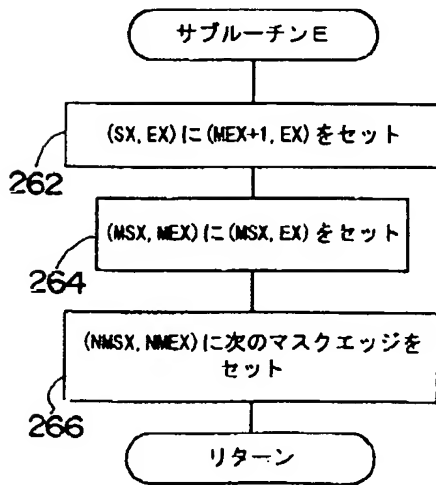 サブルーチンE
(SX, EX)に(MEX+1, EX)をセット
262
(MSX, MEX)に(MSX, EX)をセット
264
(NMSX, NMEX)に次のマスクエッジを
セット
266
リターン